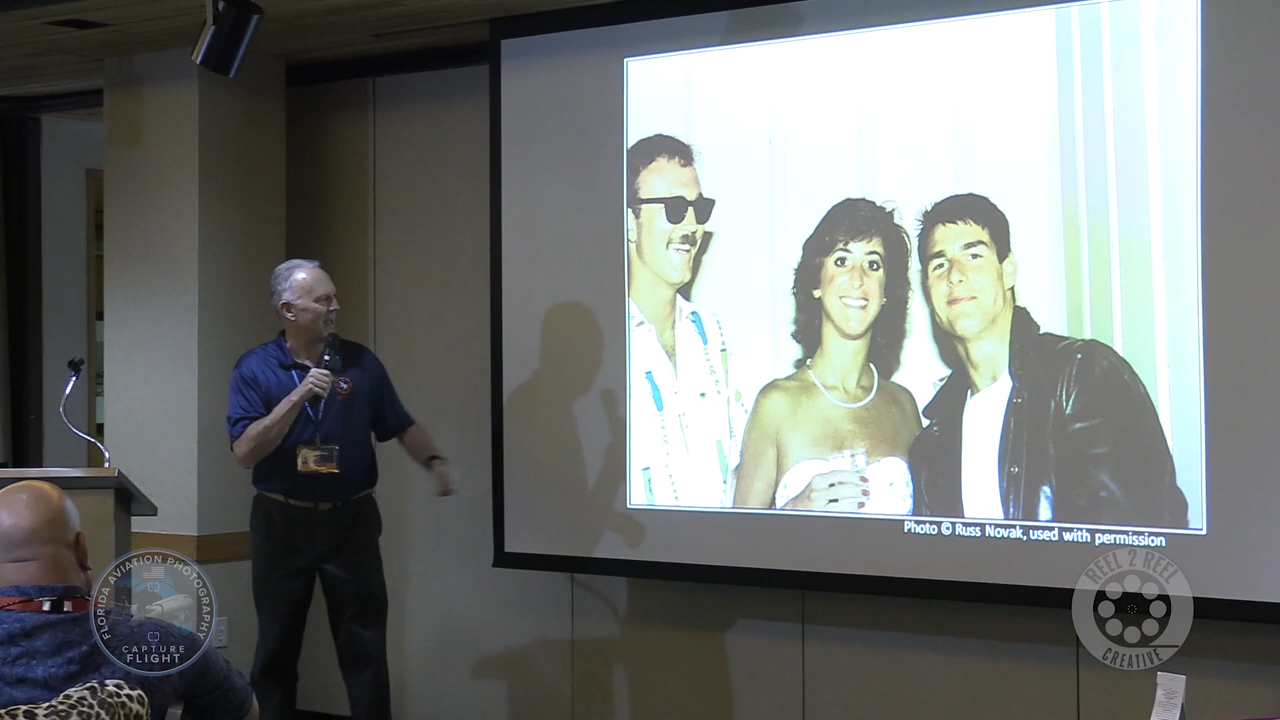 Photo © Russ Novak, used with permission
FLORIDA AVIATION PHOTOGRAPHY
CAPTURE
FLIGHT
REEL 2 REEL
CREATIVE